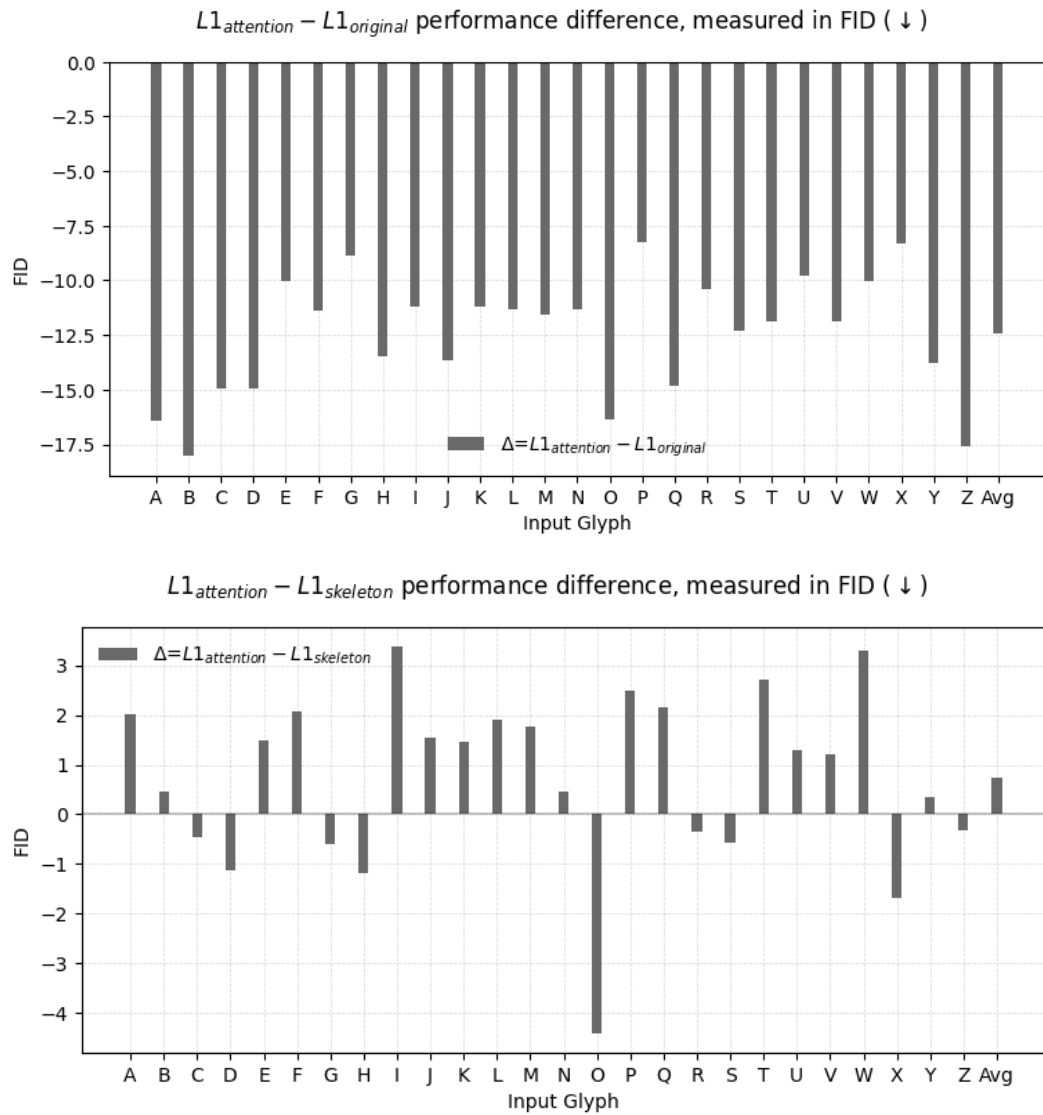 L1attention − L1original performance difference, measured in FID (↓)
0.0
−2.5
−5.0
−7.5
−10.0
−12.5
−15.0
−17.5
FID
Δ=L1attention − L1original
A B C D E F G H I J K L M N O P Q R S T U V W X Y Z Avg
Input Glyph
L1attention − L1skeleton performance difference, measured in FID (↓)
Δ=L1attention − L1skeleton
3
2
1
0
−1
−2
−3
−4
FID
A B C D E F G H I J K L M N O P Q R S T U V W X Y Z Avg
Input Glyph